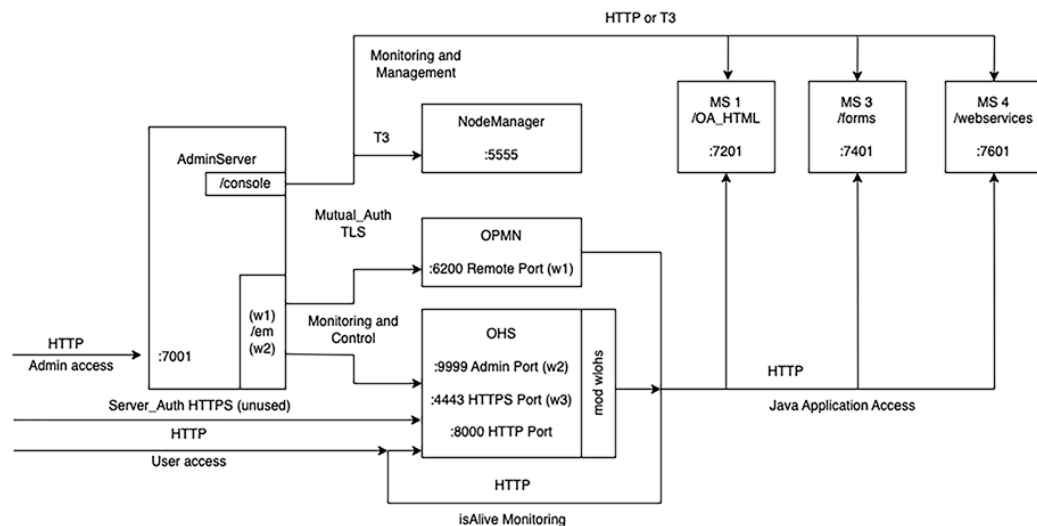 HTTP or T3
Monitoring and
Management
MS 1
/OA_HTML
:7201
MS 3
/forms
:7401
MS 4
/webservices
:7601
NodeManager
:5555
T3
AdminServer
/console
Mutual_Auth
TLS
OPMN
:6200 Remote Port (w1)
(w1)
/em
(w2)
Monitoring and
Control
HTTP
Admin access
:7001
OHS
:9999 Admin Port (w2)
:4443 HTTPS Port (w3)
:8000 HTTP Port
mod wlohs
HTTP
Java Application Access
Server_Auth HTTPS (unused)
HTTP
User access
HTTP
isAlive Monitoring